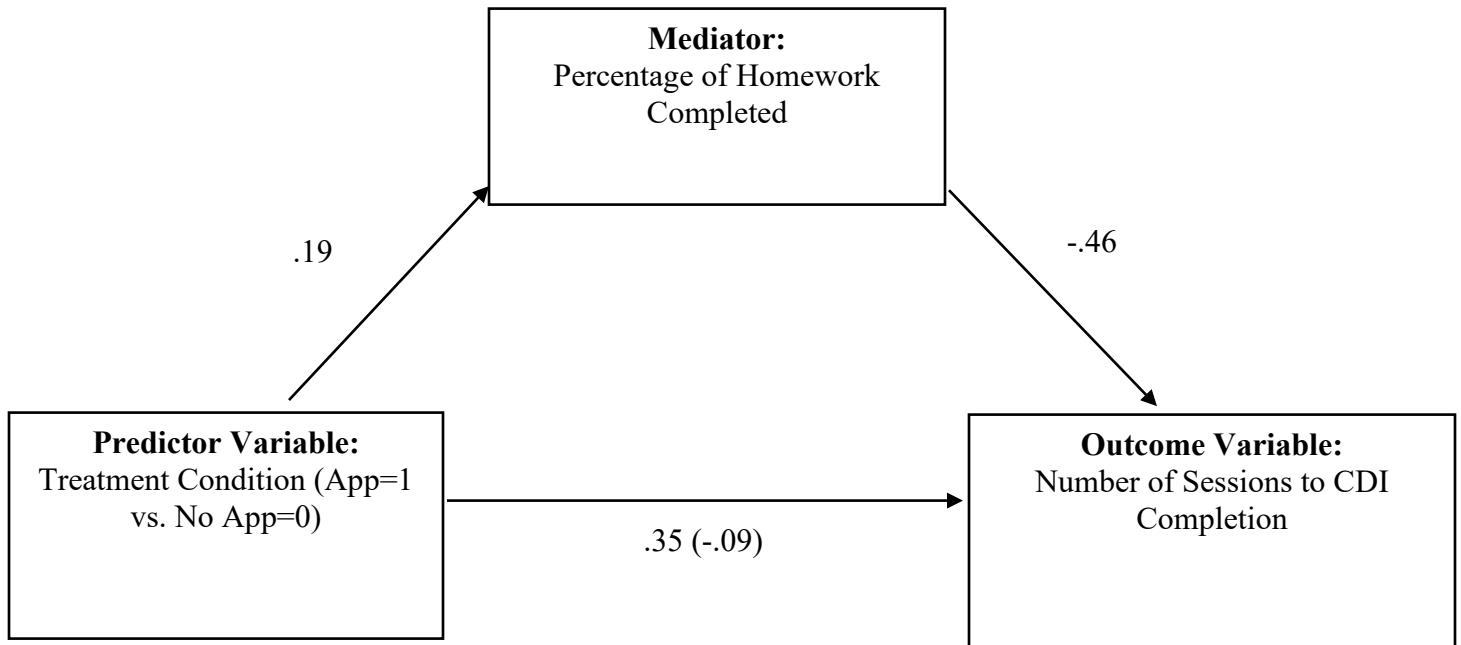 Mediator:
Percentage of Homework
Completed
.19
-.46
Predictor Variable:
Treatment Condition (App=1
vs. No App=0)
.35 (-.09)
Outcome Variable:
Number of Sessions to CDI
Completion